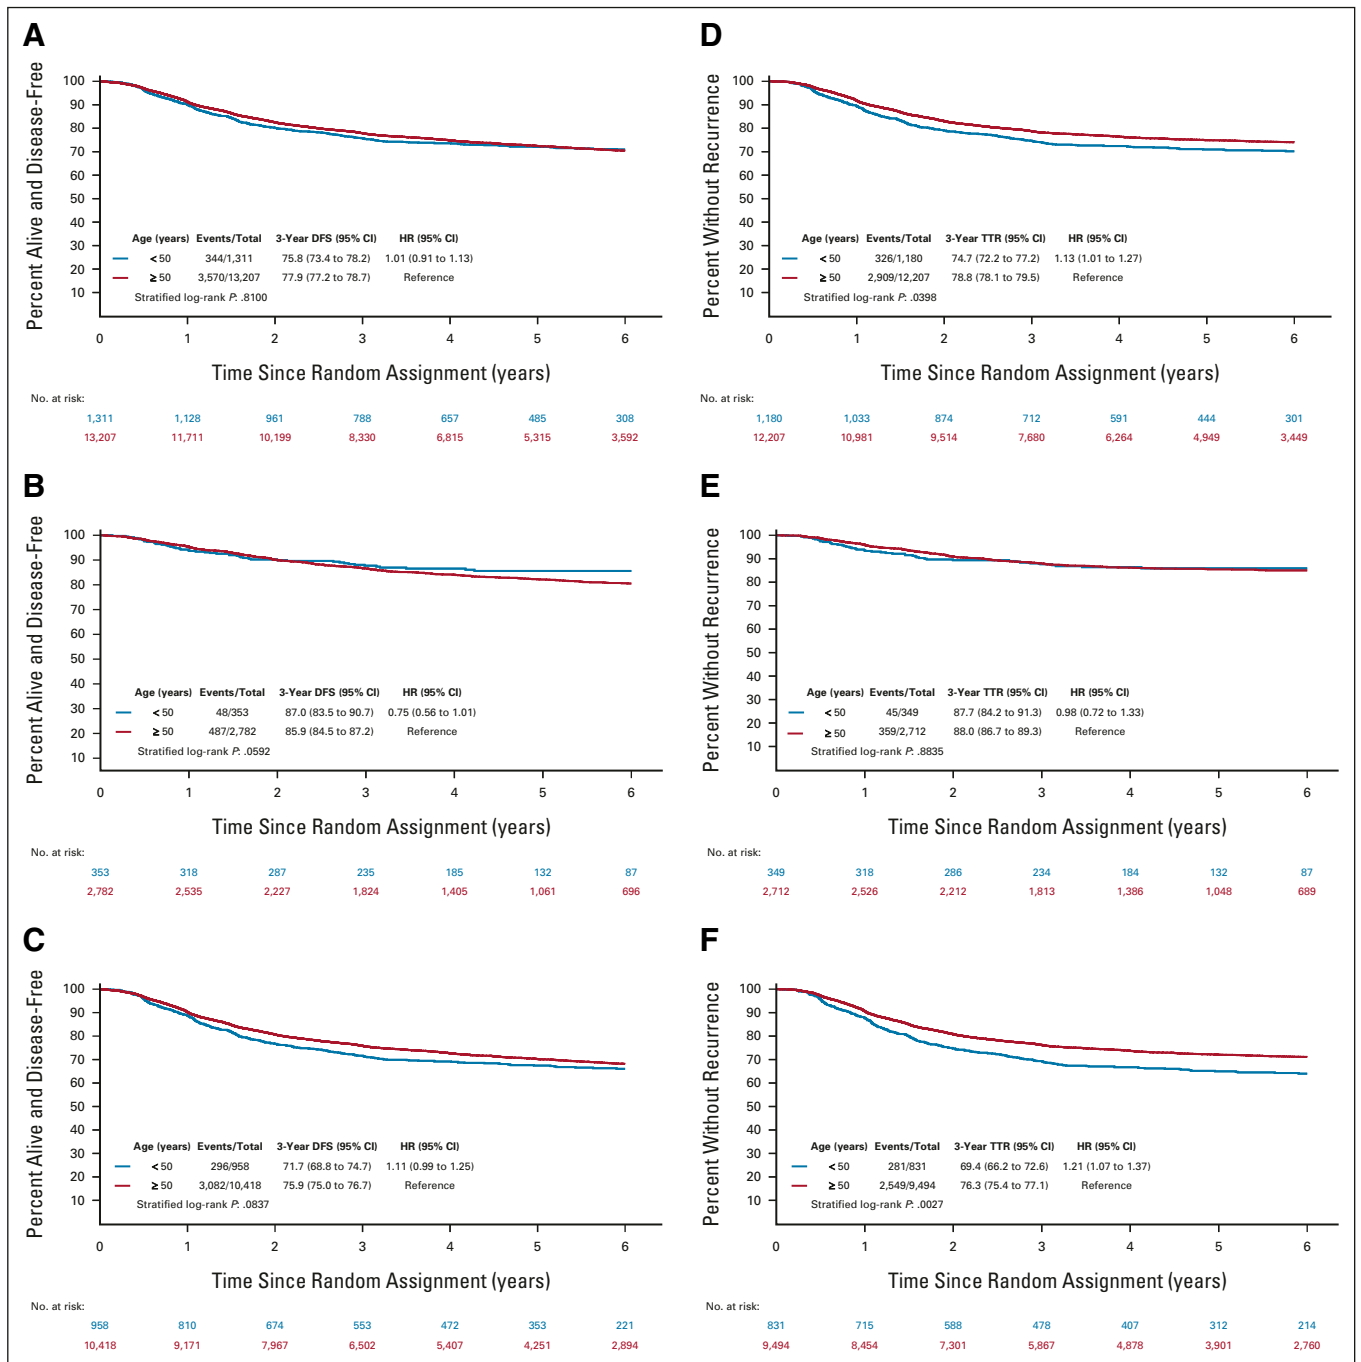 A
Percent Alive and Disease-Free
100
90
80
70
60
50
40
30
20
10
Age (years) Events/Total 3-Year DFS (95% CI) HR (95% CI)
< 50 344/1,311 75.8 (73.4 to 78.2) 1.01 (0.91 to 1.13)
≥ 50 3,570/13,207 77.9 (77.2 to 78.7) Reference
Stratified log-rank P: .8100
0 1 2 3 4 5 6
Time Since Random Assignment (years)
No. at risk:
1,311 1,128 961 788 657 485 308
13,207 11,711 10,199 8,330 6,815 5,315 3,592
D
Percent Without Recurrence
100
90
80
70
60
50
40
30
20
10
Age (years) Events/Total 3-Year TTR (95% CI) HR (95% CI)
< 50 326/1,180 74.7 (72.2 to 77.2) 1.13 (1.01 to 1.27)
≥ 50 2,909/12,207 78.8 (78.1 to 79.5) Reference
Stratified log-rank P: .0398
0 1 2 3 4 5 6
Time Since Random Assignment (years)
No. at risk:
1,180 1,033 874 712 591 444 301
12,207 10,981 9,514 7,680 6,264 4,949 3,449
B
Percent Alive and Disease-Free
100
90
80
70
60
50
40
30
20
10
Age (years) Events/Total 3-Year DFS (95% CI) HR (95% CI)
< 50 48/353 87.0 (83.5 to 90.7) 0.75 (0.56 to 1.01)
≥ 50 487/2,782 85.9 (84.5 to 87.2) Reference
Stratified log-rank P: .0592
0 1 2 3 4 5 6
Time Since Random Assignment (years)
No. at risk:
353 318 287 235 185 132 87
2,782 2,535 2,227 1,824 1,405 1,061 696
E
Percent Without Recurrence
100
90
80
70
60
50
40
30
20
10
Age (years) Events/Total 3-Year TTR (95% CI) HR (95% CI)
< 50 45/349 87.7 (84.2 to 91.3) 0.98 (0.72 to 1.33)
≥ 50 359/2,712 88.0 (86.7 to 89.3) Reference
Stratified log-rank P: .8835
0 1 2 3 4 5 6
Time Since Random Assignment (years)
No. at risk:
349 318 286 234 184 132 87
2,712 2,526 2,212 1,813 1,386 1,048 689
C
Percent Alive and Disease-Free
100
90
80
70
60
50
40
30
20
10
Age (years) Events/Total 3-Year DFS (95% CI) HR (95% CI)
< 50 296/958 71.7 (68.8 to 74.7) 1.11 (0.99 to 1.25)
≥ 50 3,082/10,418 75.9 (75.0 to 76.7) Reference
Stratified log-rank P: .0837
0 1 2 3 4 5 6
Time Since Random Assignment (years)
No. at risk:
958 810 674 553 472 353 221
10,418 9,171 7,967 6,502 5,407 4,251 2,894
F
Percent Without Recurrence
100
90
80
70
60
50
40
30
20
10
Age (years) Events/Total 3-Year TTR (95% CI) HR (95% CI)
< 50 281/831 69.4 (66.2 to 72.6) 1.21 (1.07 to 1.37)
≥ 50 2,549/9,494 76.3 (75.4 to 77.1) Reference
Stratified log-rank P: .0027
0 1 2 3 4 5 6
Time Since Random Assignment (years)
No. at risk:
831 715 588 478 407 312 214
9,494 8,454 7,301 5,867 4,878 3,901 2,760